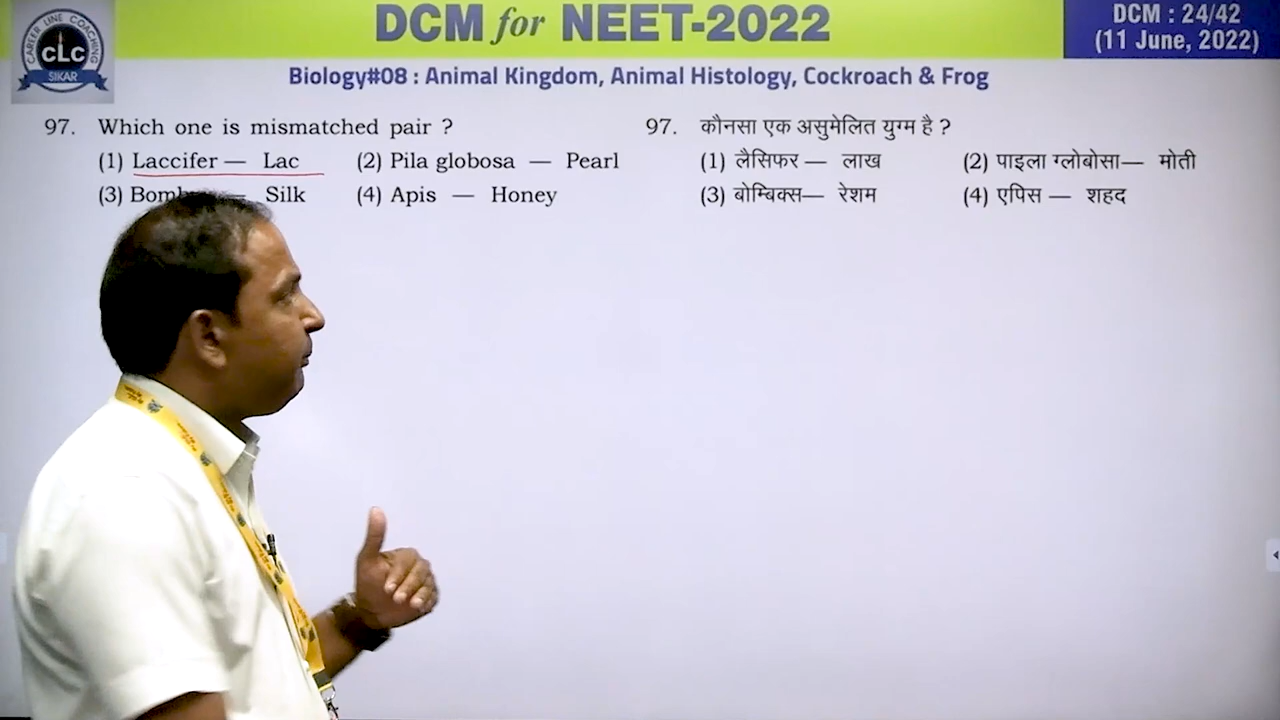 DCM for NEET-2022
DCM : 24/42
(11 June, 2022)
CAREER LINE COACHING
CLC
SIKAR
Biology#08 : Animal Kingdom, Animal Histology, Cockroach & Frog
97. Which one is mismatched pair ?
(1) Laccifer — Lac (2) Pila globosa — Pearl
(3) — Silk (4) Apis — Honey
97. कौनसा एक असुमेलित युग्म है ?
(1) लैसिफर — लाख (2) पाइला ग्लोबोसा— मोती
(3) बोम्बिक्स— रेशम (4) एपिस — शहद